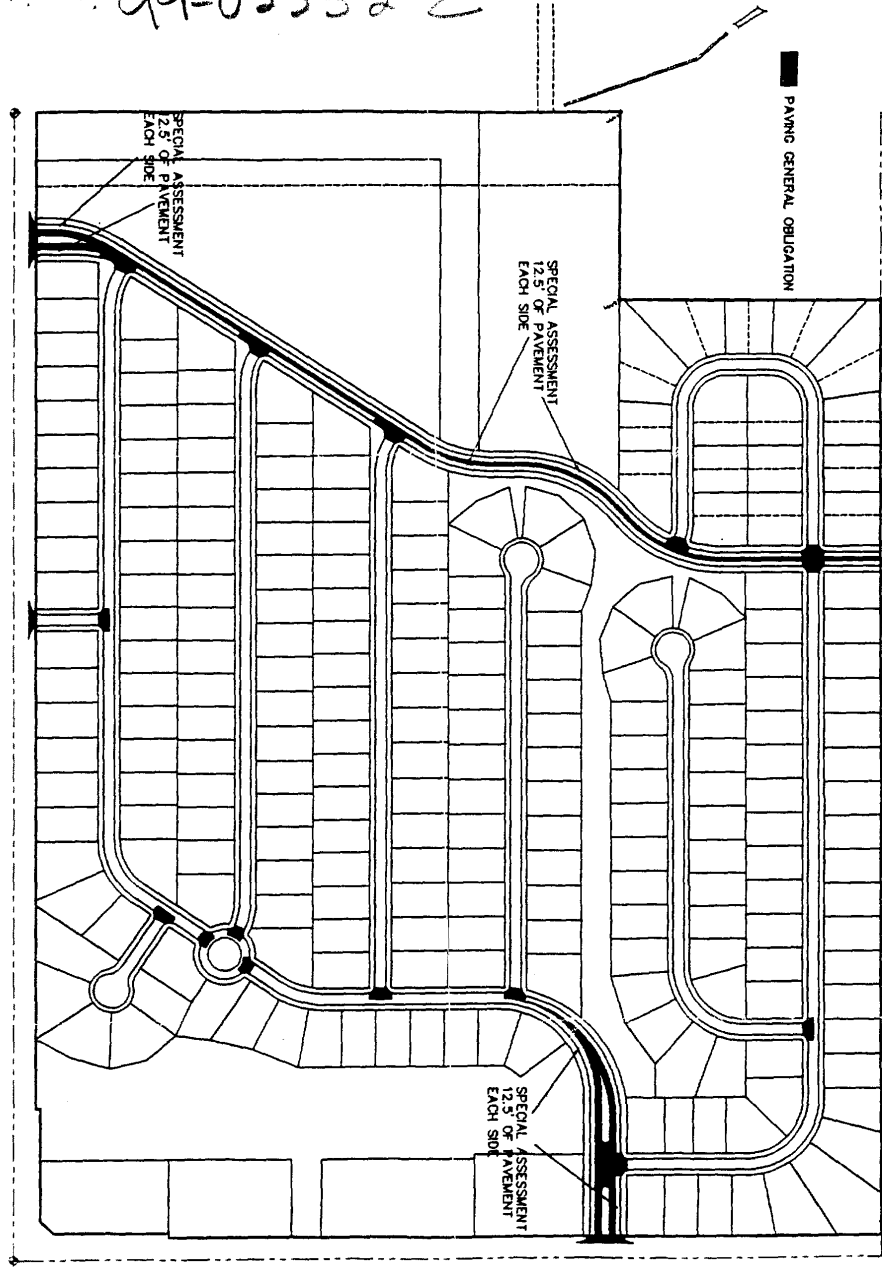 PAVING GENERAL OBLIGATION
SPECIAL ASSESSMENT
12.5' OF PAVEMENT
EACH SIDE
SPECIAL ASSESSMENT
12.5' OF PAVEMENT
EACH SIDE
SPECIAL ASSESSMENT
12.5' OF PAVEMENT
EACH SIDE